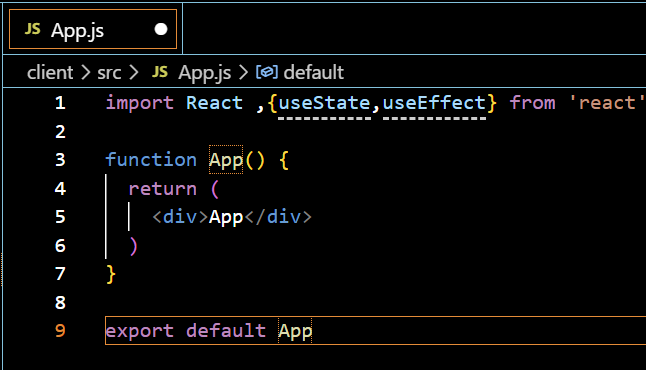 JS App.js
client > src > JS App.js > default
1 import React ,{useState,useEffect} from 'react'
2
3 function App() {
4 return (
5 <div>App</div>
6 )
7 }
8
9 export default App